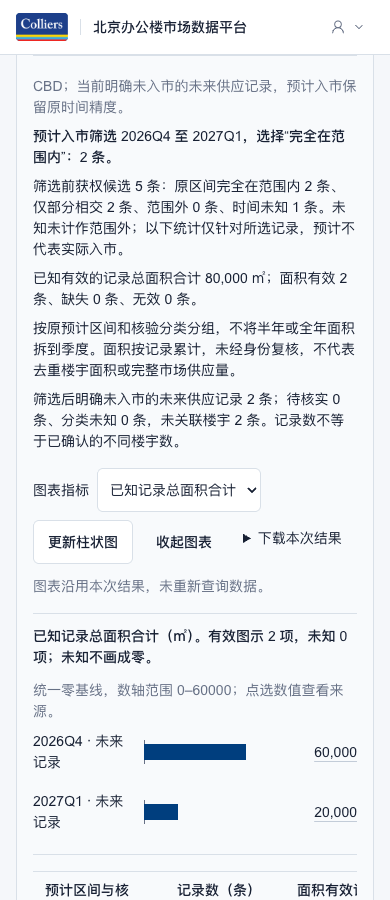 Colliers
北京办公楼市场数据平台
CBD；当前明确未入市的未来供应记录，预计入市保
留原时间精度。
预计入市筛选 2026Q4 至 2027Q1，选择“完全在范
围内”：2 条。
筛选前获权候选 5 条：原区间完全在范围内 2 条、
仅部分相交 2 条、范围外 0 条、时间未知 1 条。未
知未计作范围外；以下统计仅针对所选记录，预计不
代表实际入市。
已知有效的记录总面积合计 80,000 ㎡；面积有效 2
条、缺失 0 条、无效 0 条。
按原预计区间和核验分类分组，不将半年或全年面积
拆到季度。面积按记录累计，未经身份复核，不代表
去重楼宇面积或完整市场供应量。
筛选后明确未入市的未来供应记录 2 条；待核实 0
条、分类未知 0 条，未关联楼宇 2 条。记录数不等
于已确认的不同楼宇数。
图表指标 已知记录总面积合计
更新柱状图 收起图表 ▶ 下载本次结果
图表沿用本次结果，未重新查询数据。
已知记录总面积合计（㎡）。有效图示 2 项，未知 0
项；未知不画成零。
统一零基线，数轴范围 0–60000；点选数值查看来
源。
2026Q4 · 未来
记录
60,000
2027Q1 · 未来
记录
20,000
预计区间与核 记录数（条） 面积有效